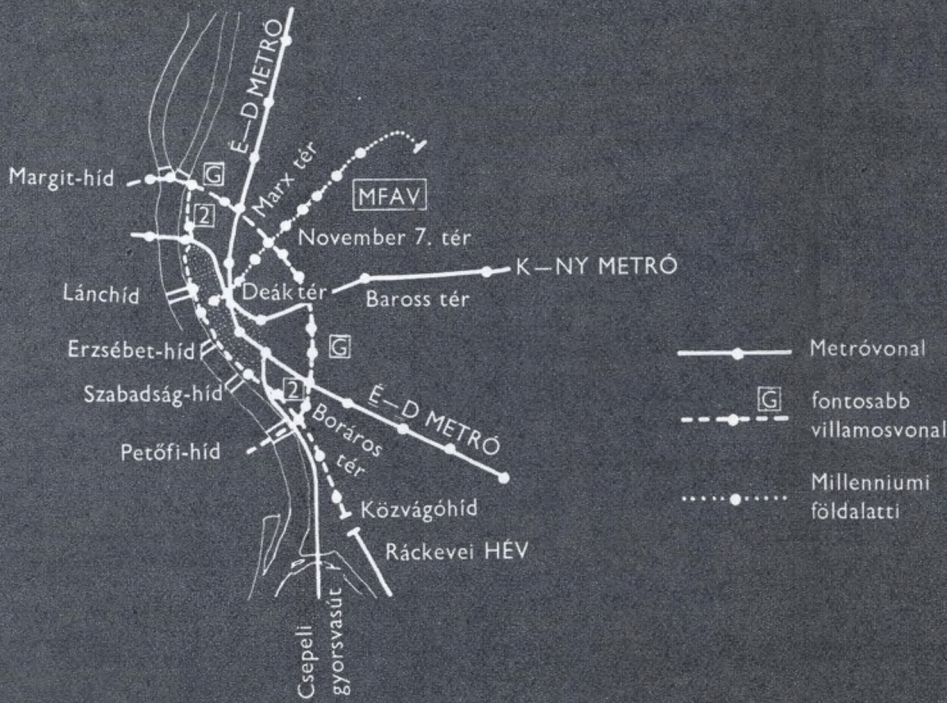 É—D METRÓ
Margit-híd
G
Marx tér
MFAV
2
November 7. tér
K—NY METRÓ
Lánchíd
Deák tér
Baross tér
Erzsébet-híd
G
Szabadság-híd
2
É—D METRÓ
Petőfi-híd
Boráros
tér
Közvágóhíd
Ráckevei HÉV
Csepeli
gyorsvasút
Metróvonal
G
fontosabb
villamosvonal
Millenniumi
földalatti